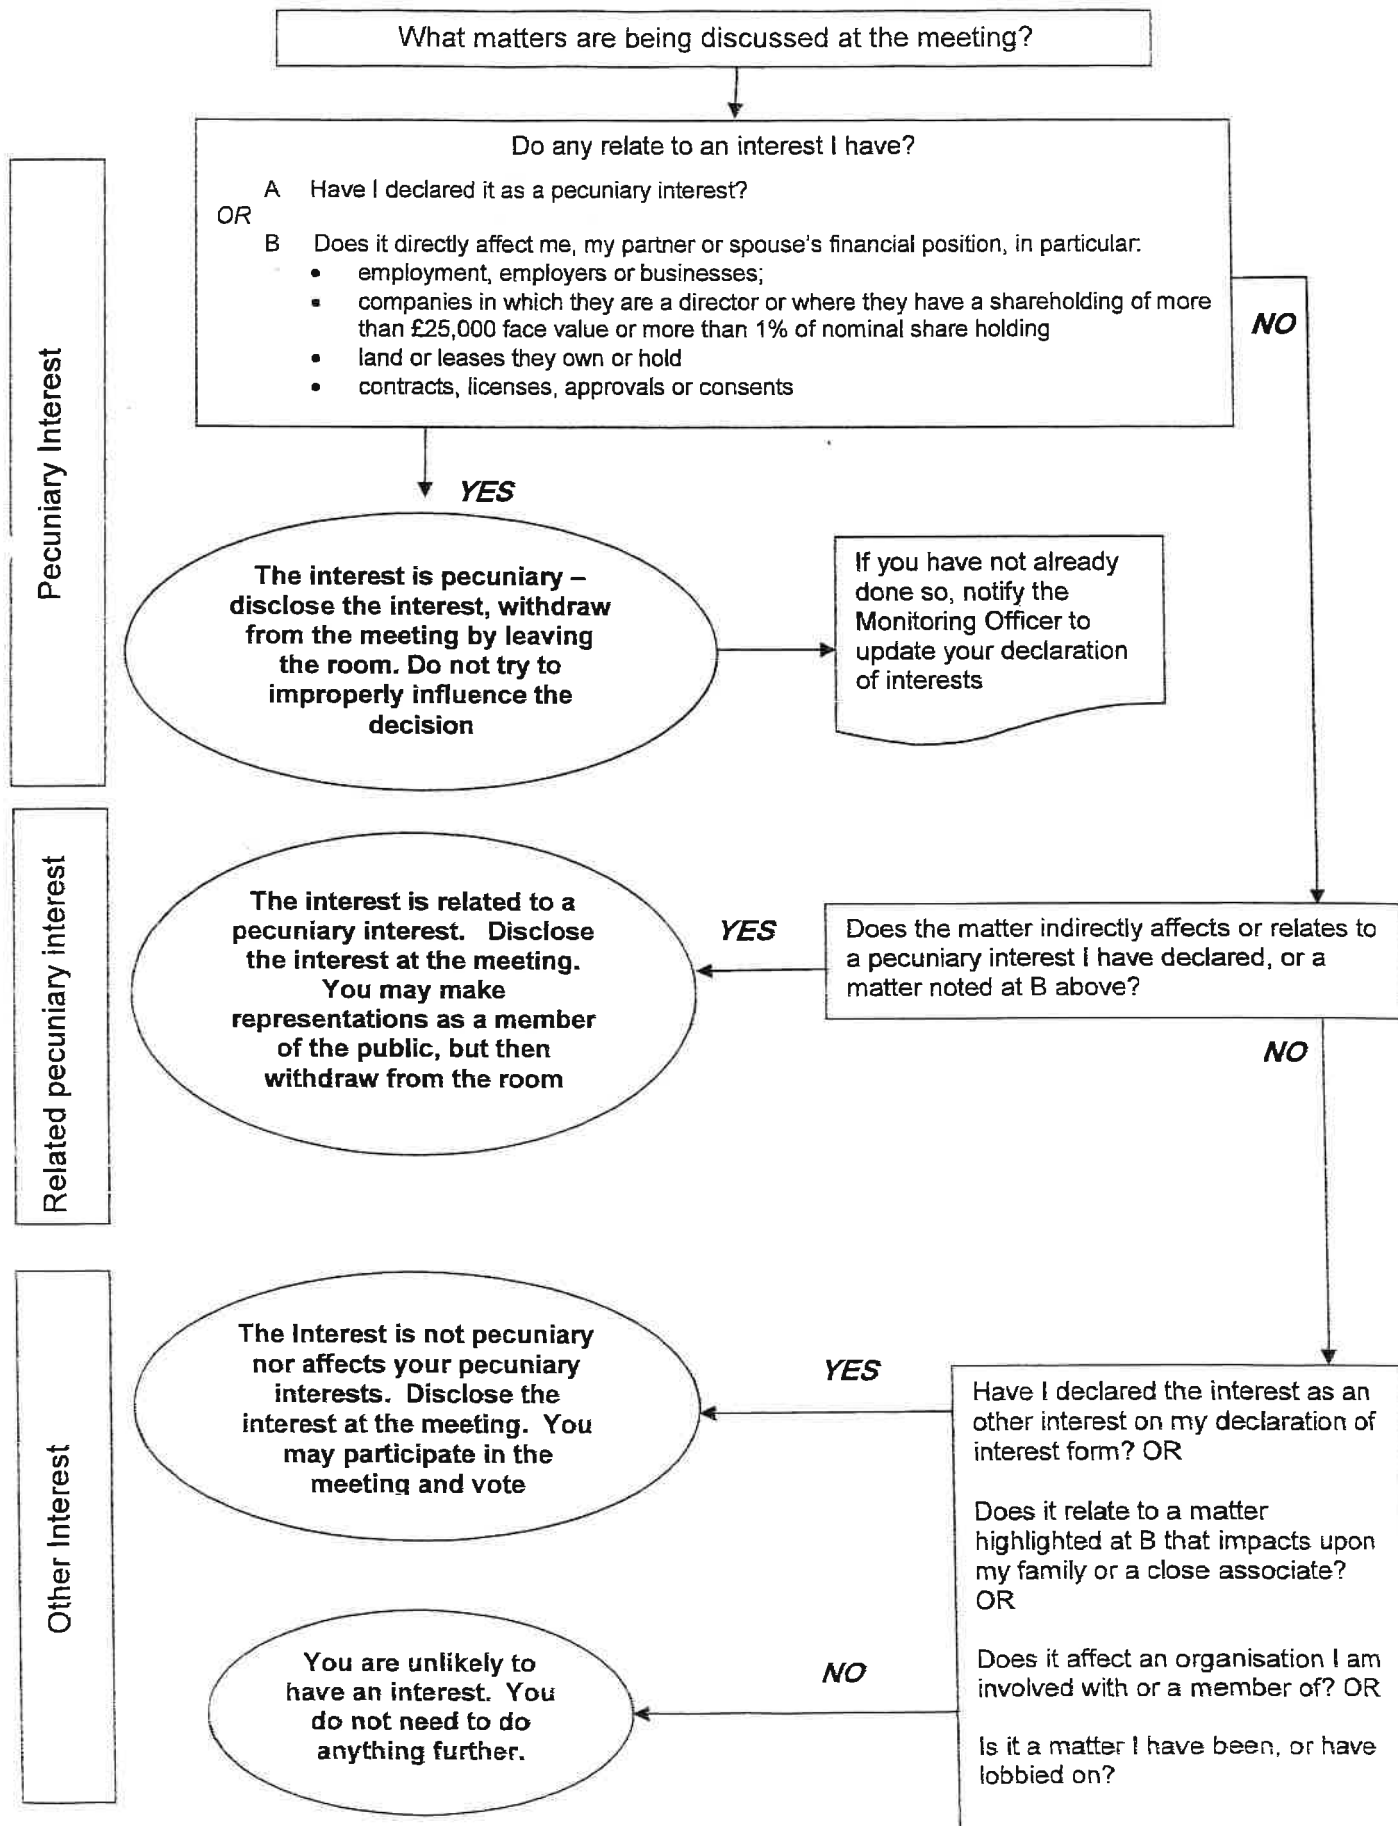 What matters are being discussed at the meeting?
Do any relate to an interest I have?
A Have I declared it as a pecuniary interest?
OR
B Does it directly affect me, my partner or spouse's financial position, in particular:
• employment, employers or businesses;
• companies in which they are a director or where they have a shareholding of more
than £25,000 face value or more than 1% of nominal share holding
• land or leases they own or hold
• contracts, licenses, approvals or consents
NO
Pecuniary Interest
YES
The interest is pecuniary –
disclose the interest, withdraw
from the meeting by leaving
the room. Do not try to
improperly influence the
decision
If you have not already
done so, notify the
Monitoring Officer to
update your declaration
of interests
Related pecuniary interest
The interest is related to a
pecuniary interest. Disclose
the interest at the meeting.
You may make
representations as a member
of the public, but then
withdraw from the room
YES
Does the matter indirectly affects or relates to
a pecuniary interest I have declared, or a
matter noted at B above?
NO
Other Interest
The Interest is not pecuniary
nor affects your pecuniary
interests. Disclose the
interest at the meeting. You
may participate in the
meeting and vote
YES
Have I declared the interest as an
other interest on my declaration of
interest form? OR
Does it relate to a matter
highlighted at B that impacts upon
my family or a close associate?
OR
Does it affect an organisation I am
involved with or a member of? OR
Is it a matter I have been, or have
lobbied on?
NO
You are unlikely to
have an interest. You
do not need to do
anything further.